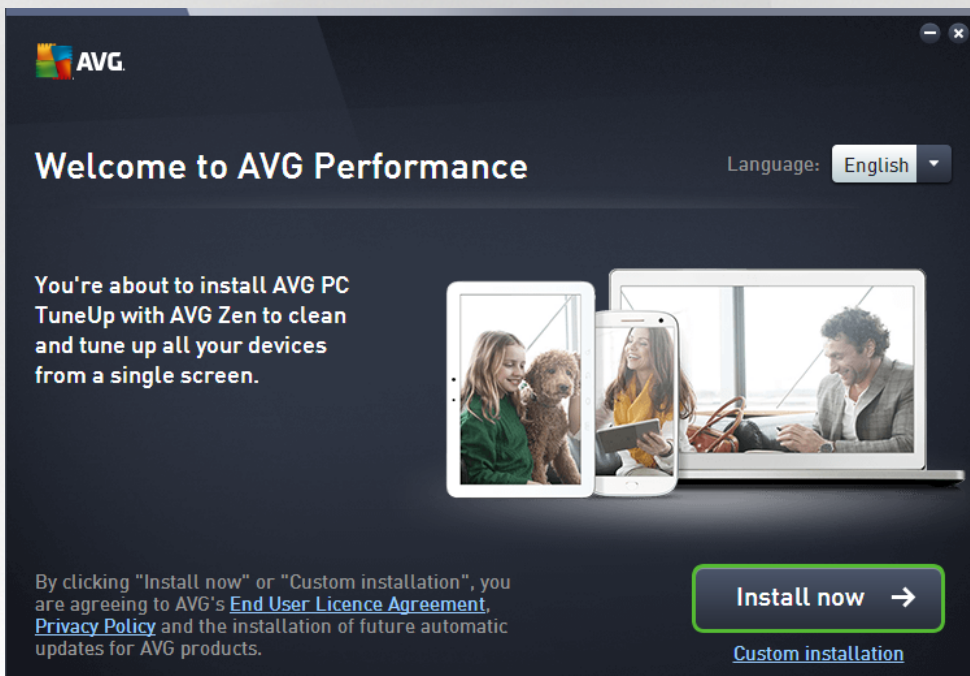 AVG.
Welcome to AVG Performance
Language: English
You're about to install AVG PC
TuneUp with AVG Zen to clean
and tune up all your devices
from a single screen.
By clicking "Install now" or "Custom installation", you
are agreeing to AVG's End User Licence Agreement,
Privacy Policy and the installation of future automatic
updates for AVG products.
Install now
Custom installation